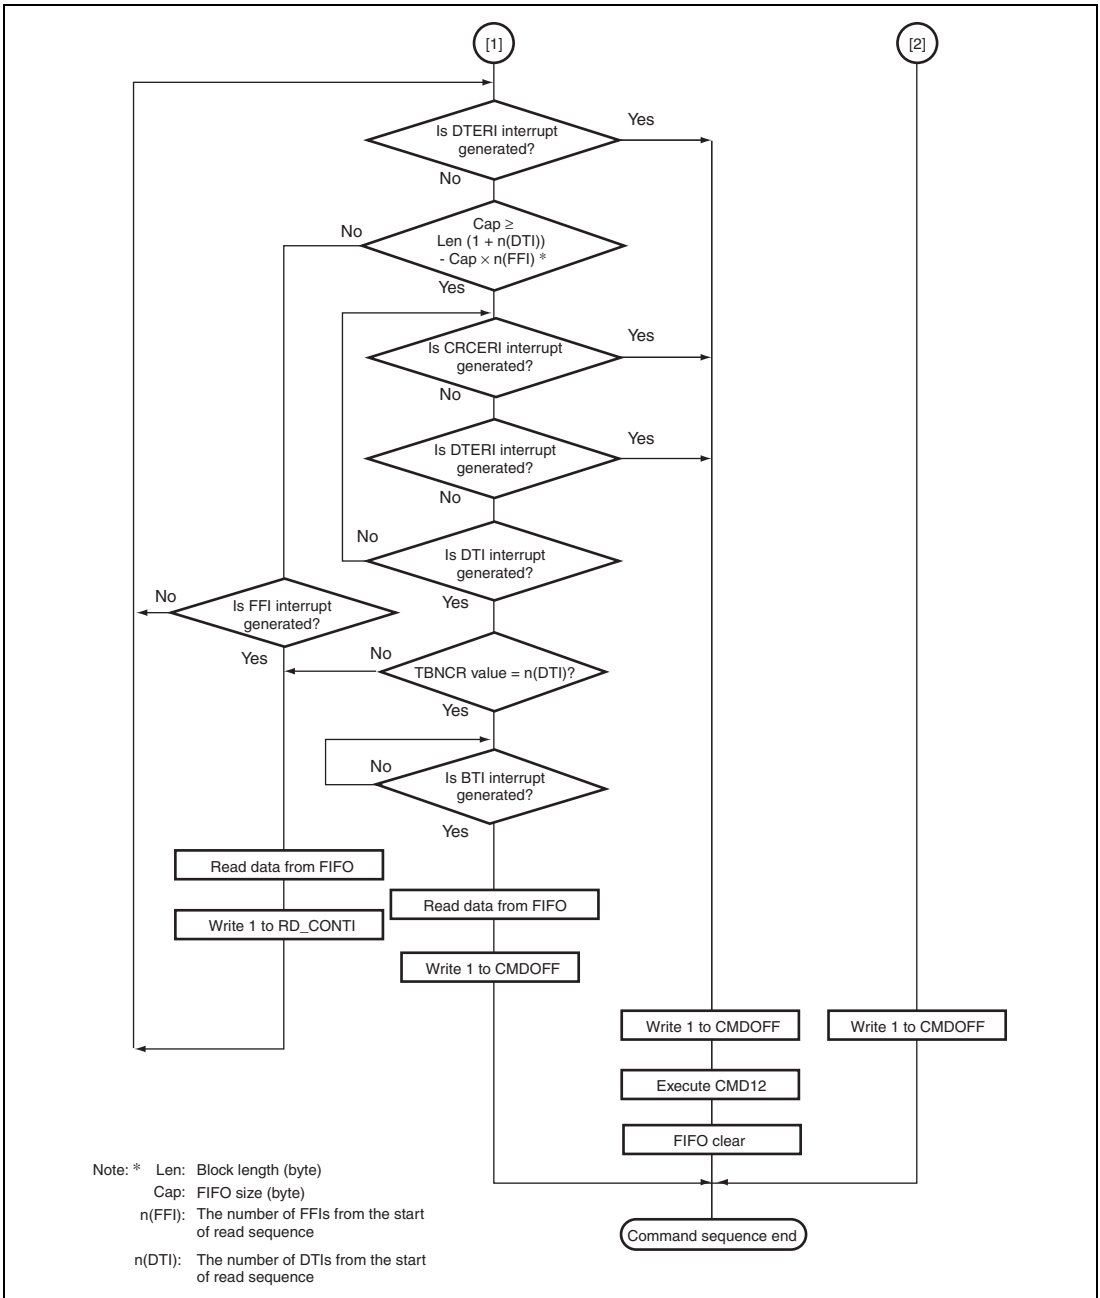 [1]
[2]
Is DTERI interrupt
generated?
Yes
No
Cap ≥
Len (1 + n(DTI))
- Cap × n(FFI) *
No
Yes
Is CRCERI interrupt
generated?
Yes
No
Is DTERI interrupt
generated?
Yes
No
Is DTI interrupt
generated?
No
Yes
Is FFI interrupt
generated?
No
Yes
TBNCR value = n(DTI)?
No
Yes
Is BTI interrupt
generated?
No
Yes
Read data from FIFO
Write 1 to RD_CONTI
Read data from FIFO
Write 1 to CMDOFF
Write 1 to CMDOFF
Execute CMD12
FIFO clear
Write 1 to CMDOFF
Command sequence end
Note: * Len: Block length (byte)
Cap: FIFO size (byte)
n(FFI): The number of FFIs from the start
of read sequence
n(DTI): The number of DTIs from the start
of read sequence